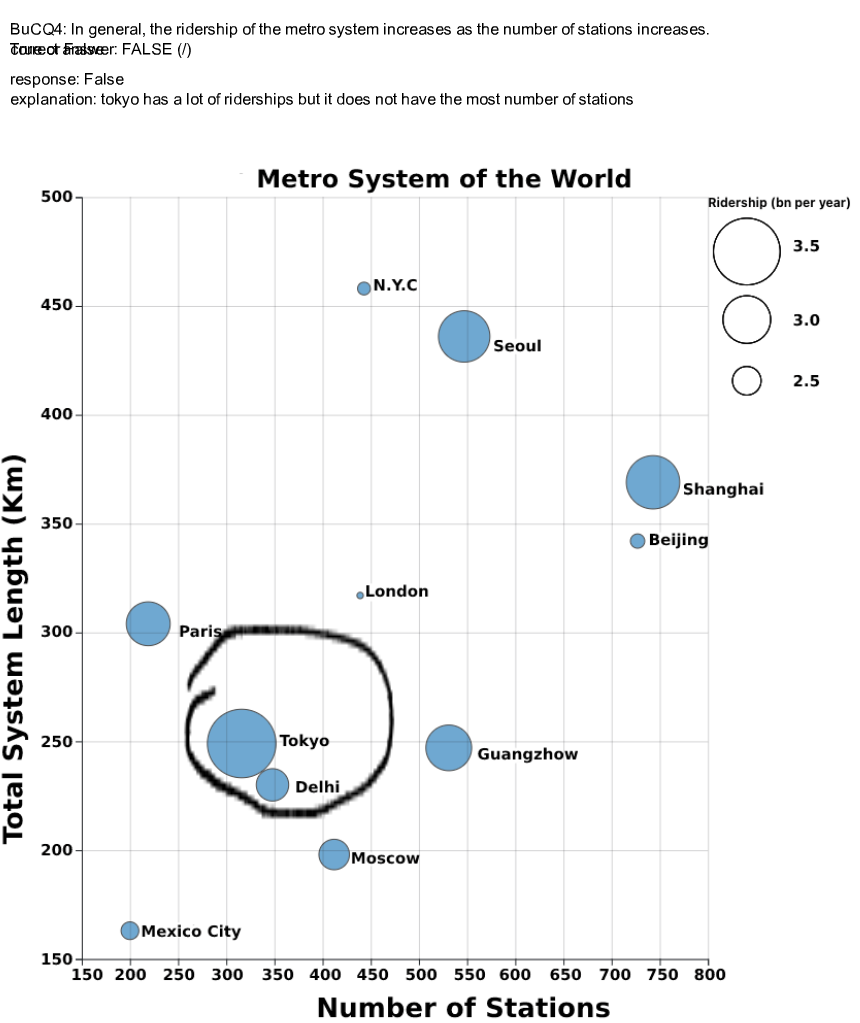 BuCQ4: In general, the ridership of the metro system increases as the number of stations increases.
True or False
Correct answer: FALSE (/)
response: False
explanation: tokyo has a lot of riderships but it does not have the most number of stations
Metro System of the World
Ridership (bn per year)
3.5
3.0
2.5
500
450
400
350
300
250
200
150
Total System Length (Km)
N.Y.C
Seoul
Shanghai
Beijing
London
Paris
Tokyo
Guangzhow
Delhi
Moscow
Mexico City
150 200 250 300 350 400 450 500 550 600 650 700 750 800
Number of Stations